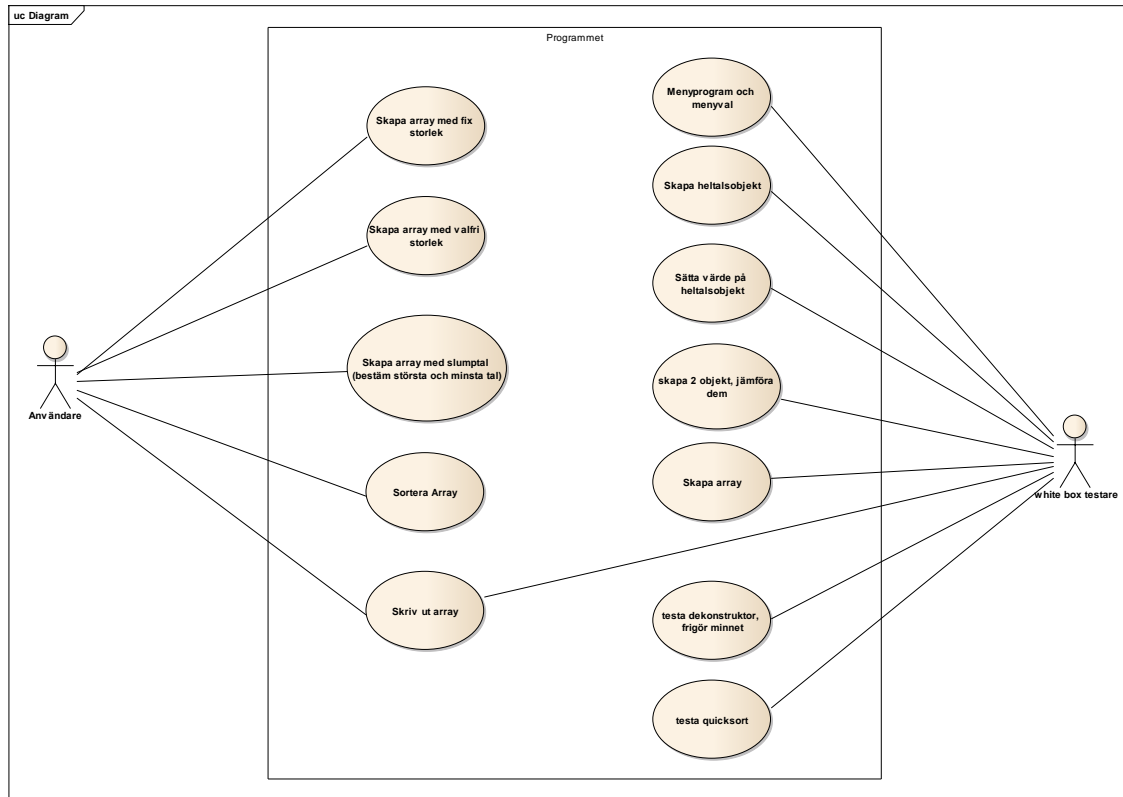 uc Diagram
Programmet
Skapa array med fix
storlek
Skapa array med valfri
storlek
Skapa array med slumptal
(bestäm största och minsta tal)
Sortera Array
Skriv ut array
Menyprogram och
menyval
Skapa heltalsobjekt
Sätta värde på
heltalsobjekt
skapa 2 objekt, jämföra
dem
Skapa array
testa dekonstruktor,
frigör minnet
testa quicksort
Användare
white box testare